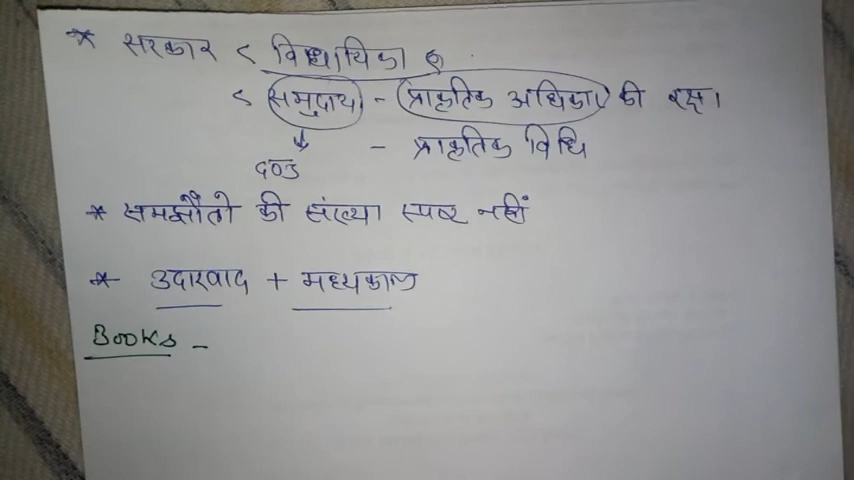 * सरकार < विधायिका
< समुदाय - प्राकृतिक अधिकार की रक्षा
दण्ड - प्राकृतिक विधि
* समझौतो की संख्या स्पष्ट नहीं
* उदारवाद + मध्यकाल
Books -